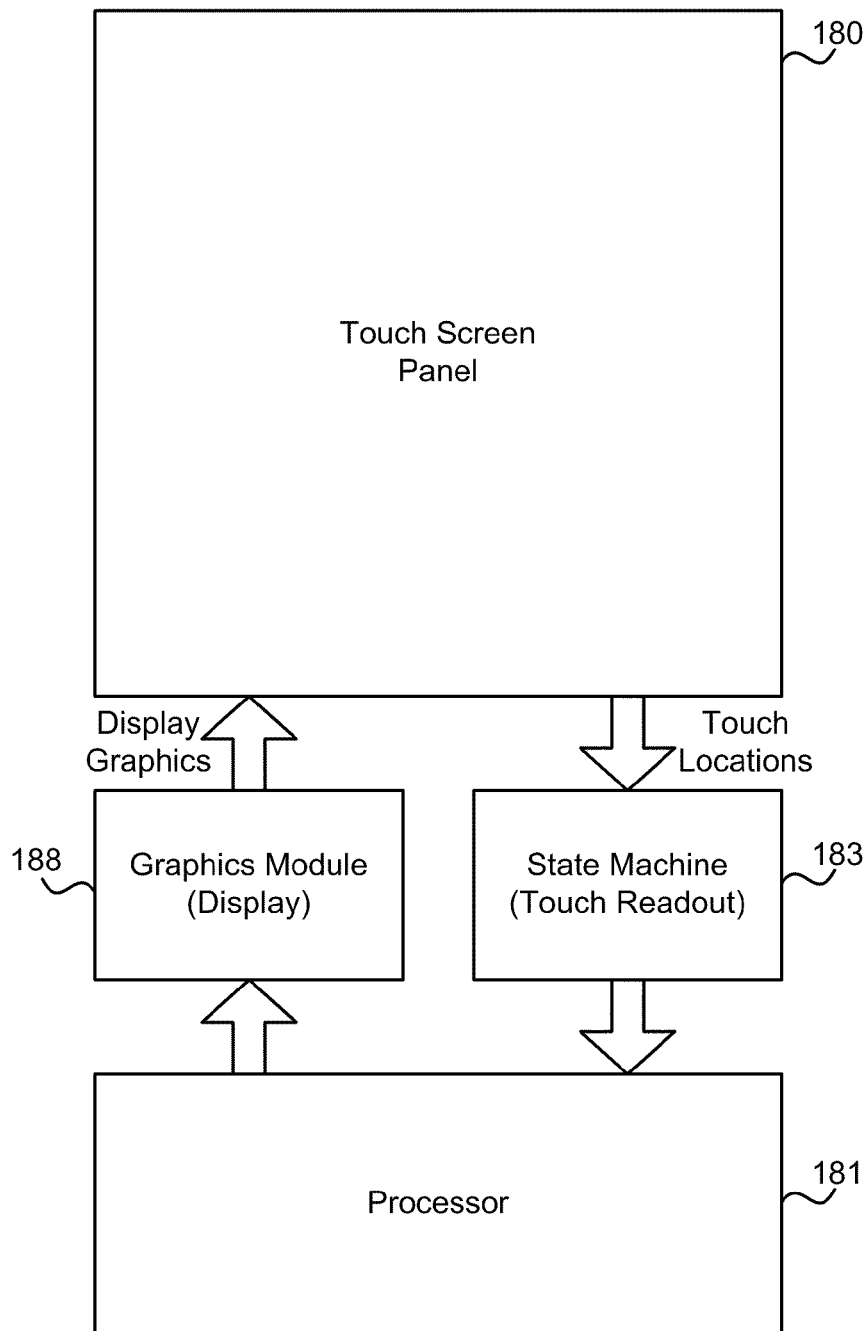 180
Touch Screen
Panel
Display
Graphics
Touch
Locations
188
Graphics Module
(Display)
State Machine
(Touch Readout)
183
Processor
181